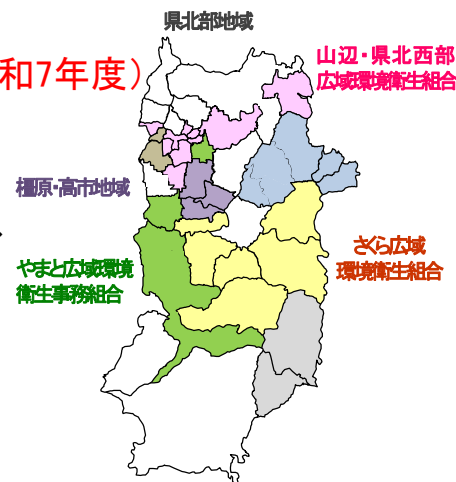 県北部地域
和7年度）
山辺・県北西部
広域環境衛生組合
橿原・高市地域
さくら広域
環境衛生組合
やまと広域環境
衛生事務組合